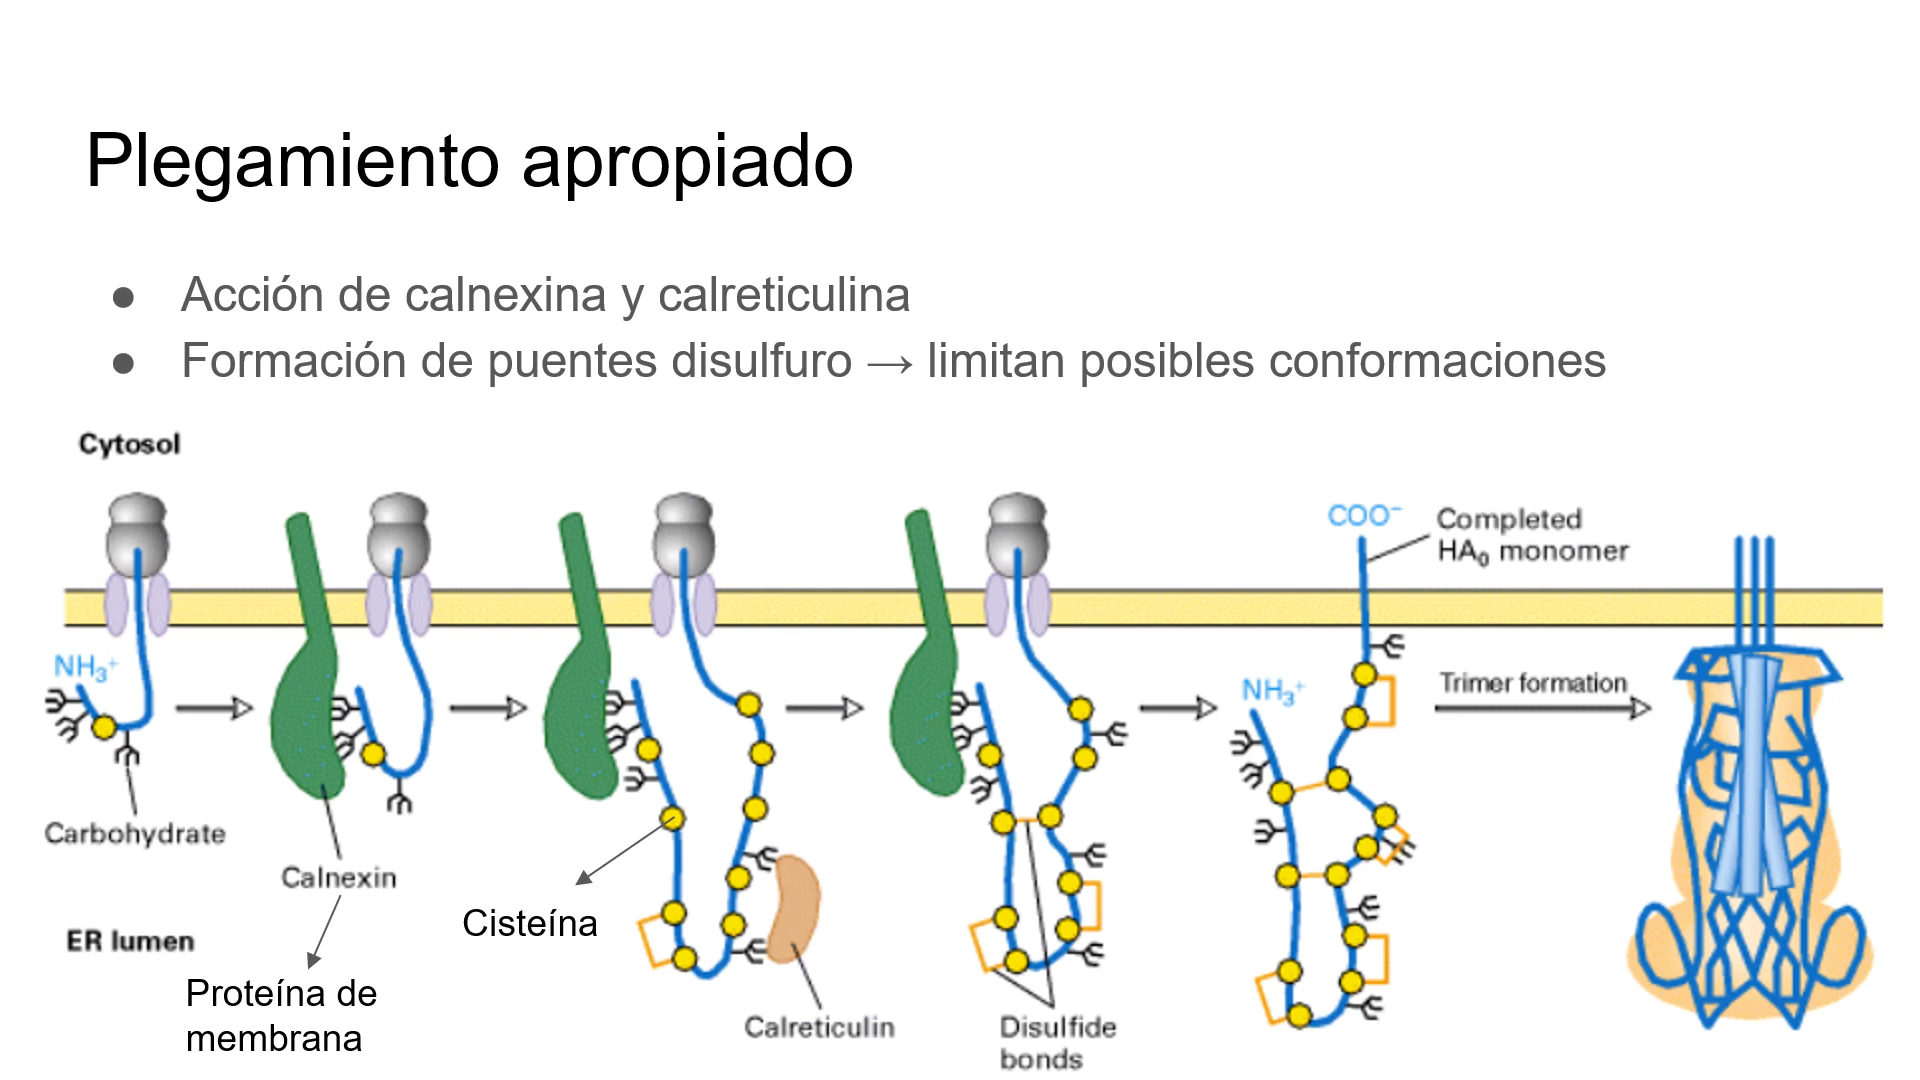 Plegamiento apropiado
● Acción de calnexina y calreticulina
● Formación de puentes disulfuro → limitan posibles conformaciones
Cytosol
COO⁻
Completed
HA₀ monomer
NH₃⁺
NH₃⁺
Trimer formation
Carbohydrate
Calnexin
Cisteína
ER lumen
Proteína de
membrana
Calreticulin
Disulfide
bonds